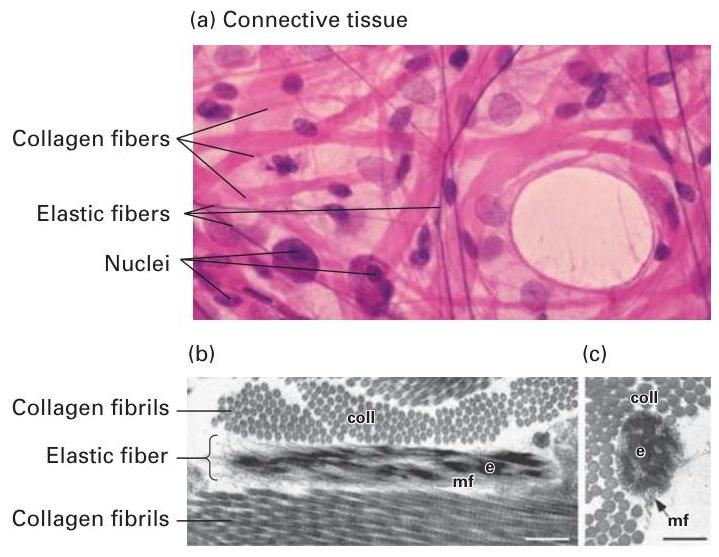 (a) Connective tissue
Collagen fibers
Elastic fibers
Nuclei
(b)
(c)
Collagen fibrils
coll
coll
Elastic fiber
e
e
mf
mf
Collagen fibrils